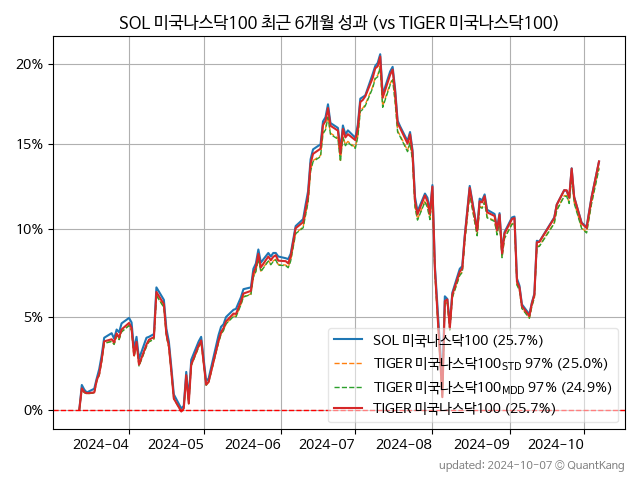 SOL 미국나스닥100 최근 6개월 성과 (vs TIGER 미국나스닥100)
20%
15%
10%
5%
0%
SOL 미국나스닥100 (25.7%)
TIGER 미국나스닥100STD 97% (25.0%)
TIGER 미국나스닥100MDD 97% (24.9%)
TIGER 미국나스닥100 (25.7%)
2024-04 2024-05 2024-06 2024-07 2024-08 2024-09 2024-10
updated: 2024-10-07 © QuantKang